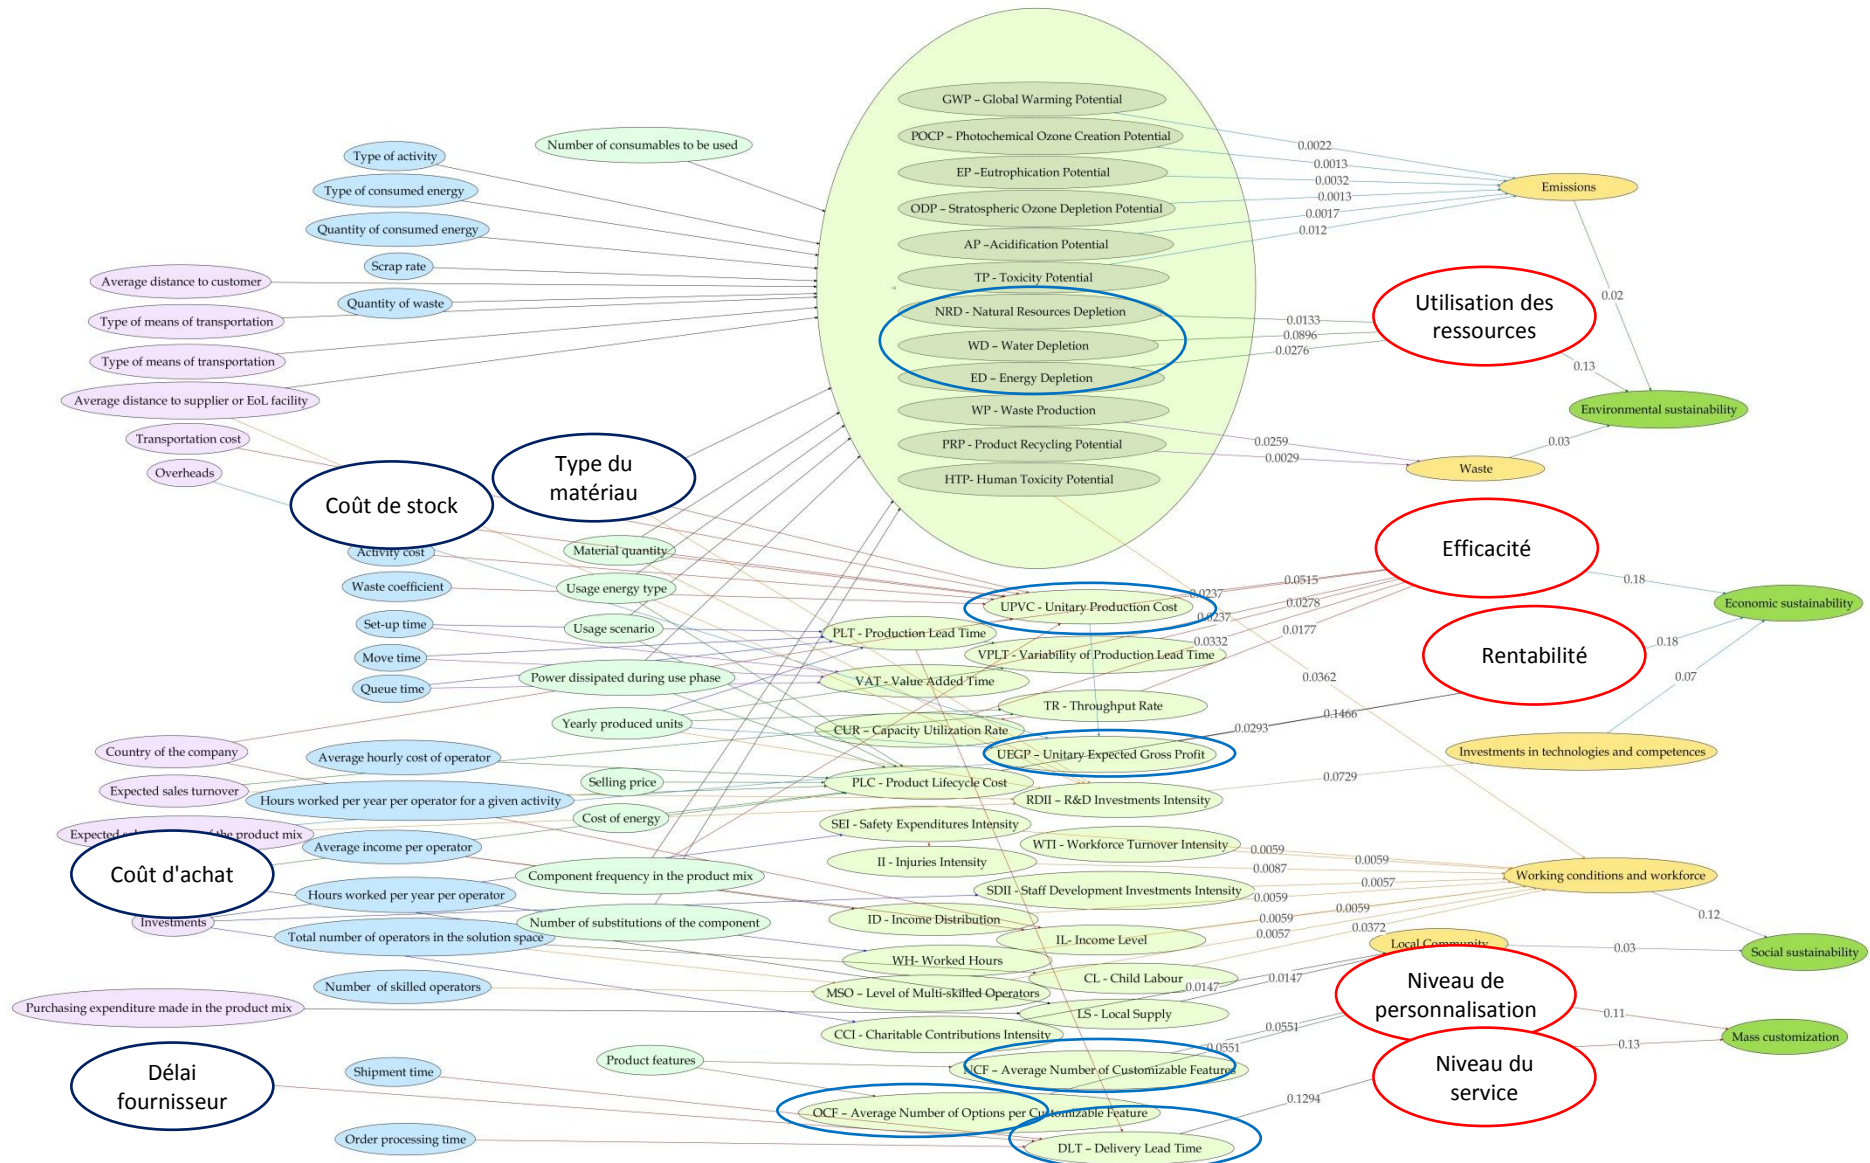 GWP – Global Warming Potential
POCP – Photochemical Ozone Creation Potential
EP –Eutrophication Potential
ODP – Stratospheric Ozone Depletion Potential
AP –Acidification Potential
TP - Toxicity Potential
NRD - Natural Resources Depletion
WD – Water Depletion
ED – Energy Depletion
WP - Waste Production
PRP - Product Recycling Potential
HTP- Human Toxicity Potential
Number of consumables to be used
Type of activity
Type of consumed energy
Quantity of consumed energy
Scrap rate
Quantity of waste
Average distance to customer
Type of means of transportation
Type of means of transportation
Average distance to supplier or EoL facility
Transportation cost
Overheads
Coût de stock
Type du
matériau
Activity cost
Waste coefficient
Set-up time
Move time
Queue time
Material quantity
Usage energy type
Usage scenario
Power dissipated during use phase
Yearly produced units
Country of the company
Average hourly cost of operator
Expected sales turnover
Hours worked per year per operator for a given activity
Selling price
Cost of energy
Expected
of the product mix
Average income per operator
Coût d'achat
Hours worked per year per operator
Investments
Component frequency in the product mix
Number of substitutions of the component
Total number of operators in the solution space
Number of skilled operators
Purchasing expenditure made in the product mix
Product features
Shipment time
Délai
fournisseur
Order processing time
UPVC - Unitary Production Cost
PLT - Production Lead Time
VPLT - Variability of Production Lead Time
VAT - Value Added Time
TR - Throughput Rate
CUR – Capacity Utilization Rate
UEGP – Unitary Expected Gross Profit
PLC - Product Lifecycle Cost
RDII – R&D Investments Intensity
SEI - Safety Expenditures Intensity
WTI - Workforce Turnover Intensity
II - Injuries Intensity
SDII - Staff Development Investments Intensity
ID - Income Distribution
IL- Income Level
WH- Worked Hours
CL - Child Labour
MSO – Level of Multi-skilled Operators
LS - Local Supply
CCI - Charitable Contributions Intensity
NCF – Average Number of Customizable Features
OCF – Average Number of Options per Customizable Feature
DLT – Delivery Lead Time
0.0022
0.0013
0.0032
0.0013
0.0017
0.012
0.0133
0.0896
0.0276
0.0259
0.0029
0.0515
0.0237
0.0278
0.0237
0.0177
0.0332
0.0362
0.1466
0.0293
0.0729
0.0059
0.0059
0.0087
0.0057
0.0059
0.0059
0.0059
0.0057
0.0372
0.0147
0.0147
0.0551
0.0551
0.1294
Emissions
0.02
Utilisation des
ressources
0.13
Environmental sustainability
0.03
Waste
Efficacité
0.18
Economic sustainability
Rentabilité
0.18
0.07
Investments in technologies and competences
Working conditions and workforce
0.12
Local Community
0.03
Social sustainability
Niveau de
personnalisation
0.11
Mass customization
0.13
Niveau du
service